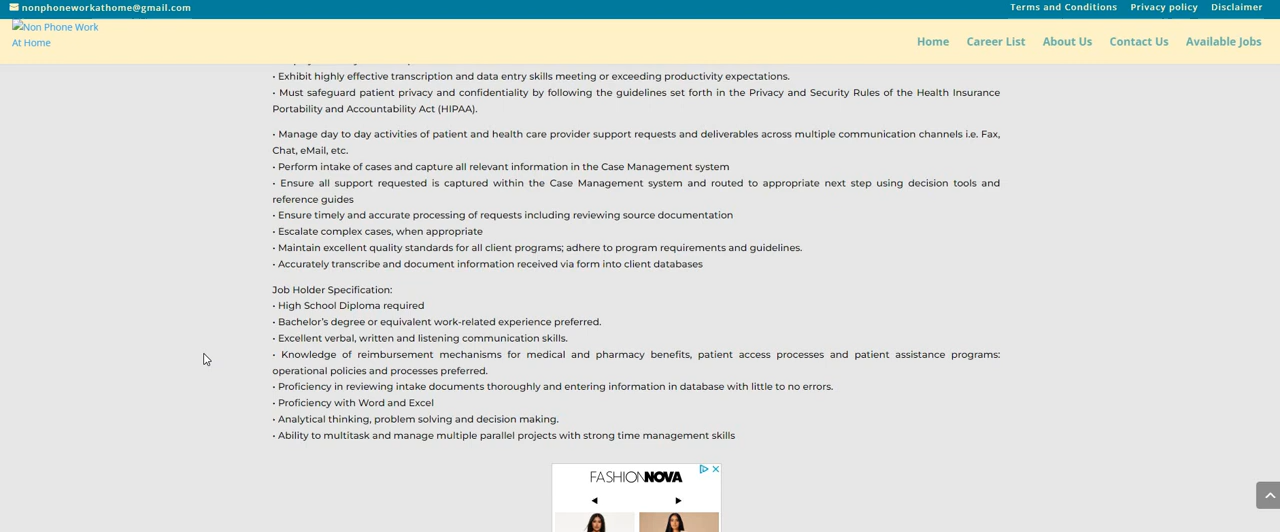 nonphoneworkathome@gmail.com
Terms and Conditions Privacy policy Disclaimer
Non Phone Work
At Home
Home Career List About Us Contact Us Available Jobs
• Exhibit highly effective transcription and data entry skills meeting or exceeding productivity expectations.
• Must safeguard patient privacy and confidentiality by following the guidelines set forth in the Privacy and Security Rules of the Health Insurance
Portability and Accountability Act (HIPAA).
• Manage day to day activities of patient and health care provider support requests and deliverables across multiple communication channels i.e. Fax,
Chat, eMail, etc.
• Perform intake of cases and capture all relevant information in the Case Management system
• Ensure all support requested is captured within the Case Management system and routed to appropriate next step using decision tools and
reference guides
• Ensure timely and accurate processing of requests including reviewing source documentation
• Escalate complex cases, when appropriate
• Maintain excellent quality standards for all client programs; adhere to program requirements and guidelines.
• Accurately transcribe and document information received via form into client databases
Job Holder Specification:
• High School Diploma required
• Bachelor’s degree or equivalent work-related experience preferred.
• Excellent verbal, written and listening communication skills.
• Knowledge of reimbursement mechanisms for medical and pharmacy benefits, patient access processes and patient assistance programs:
operational policies and processes preferred.
• Proficiency in reviewing intake documents thoroughly and entering information in database with little to no errors.
• Proficiency with Word and Excel
• Analytical thinking, problem solving and decision making.
• Ability to multitask and manage multiple parallel projects with strong time management skills
FASHIONNOVA